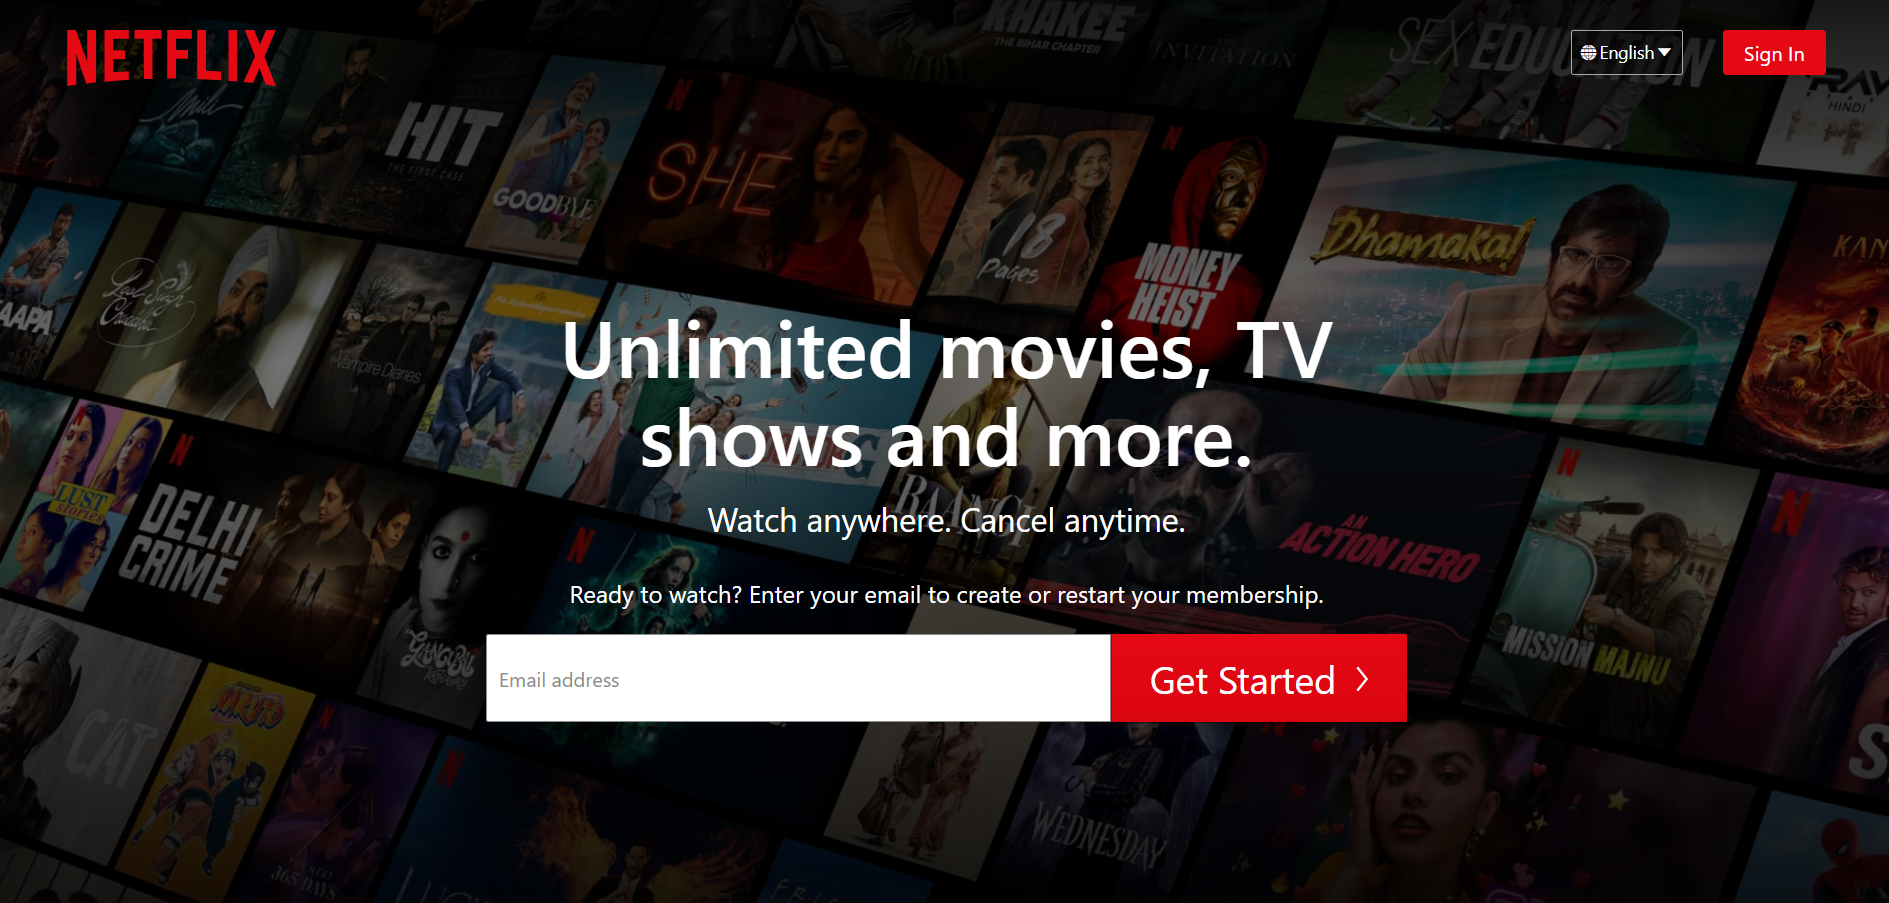 NETFLIX
English
Sign In
KHAKEE
THE BIHAR CHAPTER
INVITATION
SEX EDUCATION
HINDI
Mili
HIT
THE FIRST CASE
GOODBYE
SHE
18
Pages
N
MONEY
HEIST
Dhamaka!
KAN
Laal Singh
Chaddha
Vampire Diaries
Unlimited movies, TV
shows and more.
Watch anywhere. Cancel anytime.
Ready to watch? Enter your email to create or restart your membership.
Email address
Get Started
LUST
stories
DELHI
CRIME
AN
ACTION HERO
MISSION MAJNU
CAT
NARUTO
NEXT
365 DAYS
WEDNESDAY